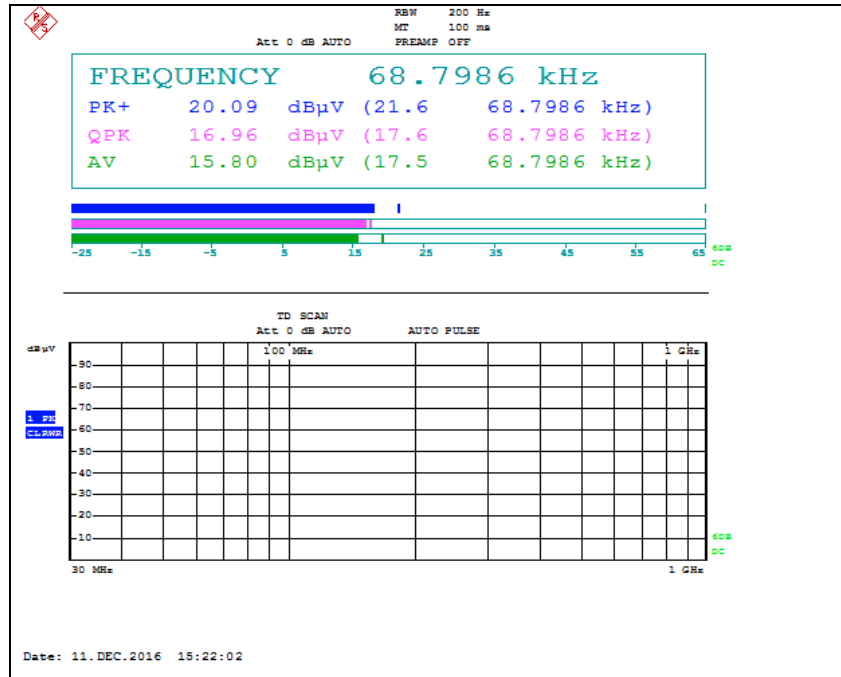 R S
RBW 200 Hz
MT 100 ms
Att 0 dB AUTO PREAMP OFF
FREQUENCY 68.7986 kHz
PK+ 20.09 dBµV (21.6 68.7986 kHz)
QPK 16.96 dBµV (17.6 68.7986 kHz)
AV 15.80 dBµV (17.5 68.7986 kHz)
-25 -15 -5 5 15 25 35 45 55 65
6DB
DC
TD SCAN
Att 0 dB AUTO AUTO PULSE
dBµV
100 MHz 1 GHz
90
80
70
1 PK
CLRWR
60
50
40
30
20
10
6DB
DC
30 MHz 1 GHz
Date: 11.DEC.2016 15:22:02